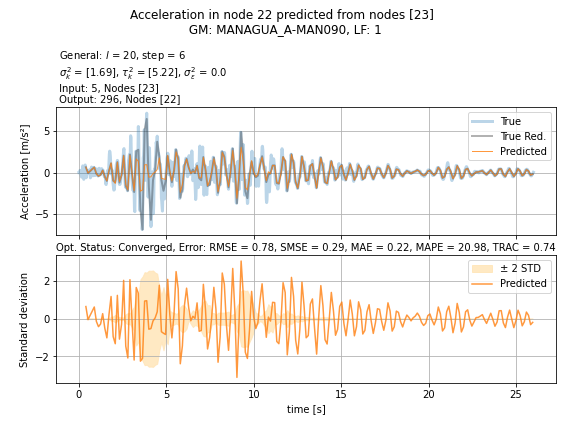 Acceleration in node 22 predicted from nodes [23]
GM: MANAGUA_A-MAN090, LF: 1
General: l = 20, step = 6
σ²ₖ = [1.69], τ²ₖ = [5.22], σ²ε = 0.0
Input: 5, Nodes [23]
Output: 296, Nodes [22]
Acceleration [m/s²]
5
0
−5
True
True Red.
Predicted
Opt. Status: Converged, Error: RMSE = 0.78, SMSE = 0.29, MAE = 0.22, MAPE = 20.98, TRAC = 0.74
Standard deviation
2
0
−2
± 2 STD
Predicted
0 5 10 15 20 25
time [s]